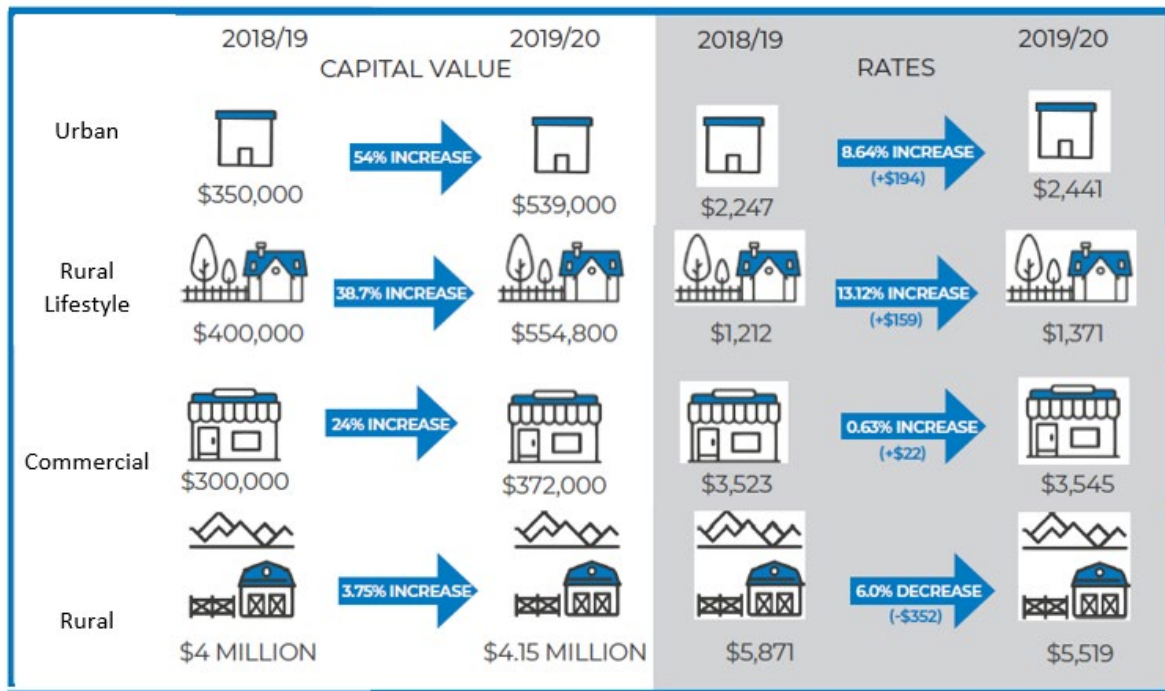 2018/19 2019/20 2018/19 2019/20
CAPITAL VALUE RATES
Urban
54% INCREASE 8.64% INCREASE
(+$194)
$350,000 $539,000 $2,247 $2,441
Rural
Lifestyle
38.7% INCREASE 13.12% INCREASE
(+$159)
$400,000 $554,800 $1,212 $1,371
24% INCREASE 0.63% INCREASE
(+$22)
Commercial
$300,000 $372,000 $3,523 $3,545
3.75% INCREASE 6.0% DECREASE
(-$352)
Rural
$4 MILLION $4.15 MILLION $5,871 $5,519